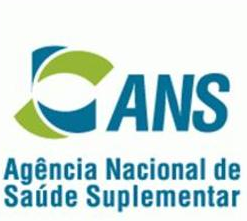 ANS
Agência Nacional de
Saúde Suplementar